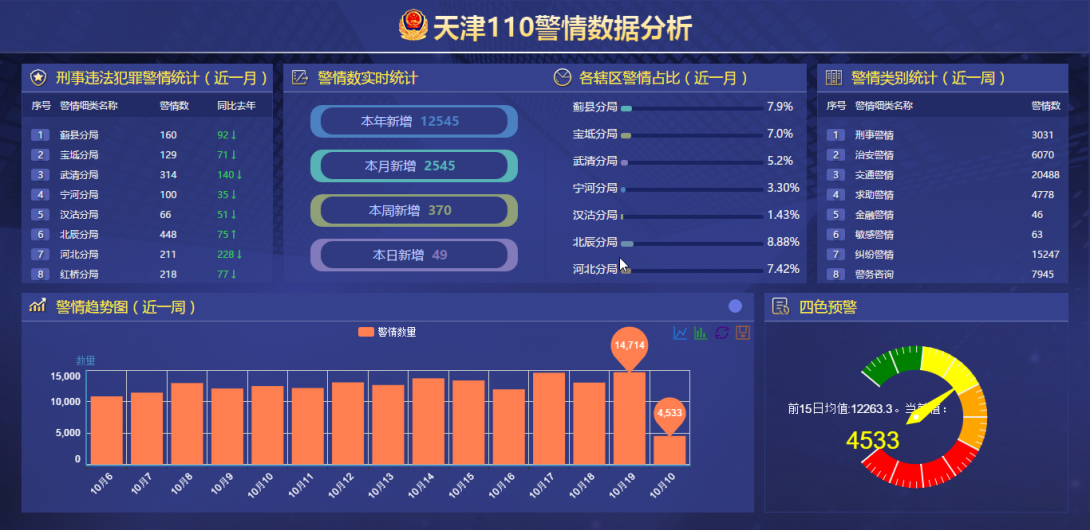 天津110警情数据分析
刑事违法犯罪警情统计（近一月）
序号 警情细类名称 警情数 同比去年
1 蓟县分局 160 92↓
2 宝坻分局 129 71↓
3 武清分局 314 140↓
4 宁河分局 100 35↓
5 汉沽分局 66 51↓
6 北辰分局 448 75↑
7 河北分局 211 228↓
8 红桥分局 218 77↓
警情数实时统计
本年新增 12545
本月新增 2545
本周新增 370
本日新增 49
各辖区警情占比（近一月）
蓟县分局 7.9%
宝坻分局 7.0%
武清分局 5.2%
宁河分局 3.30%
汉沽分局 1.43%
北辰分局 8.88%
河北分局 7.42%
警情类别统计（近一周）
序号 警情细类名称 警情数
1 刑事警情 3031
2 治安警情 6070
3 交通警情 20488
4 求助警情 4778
5 金融警情 46
6 敏感警情 63
7 纠纷警情 15247
8 警务咨询 7945
警情趋势图（近一周）
警情数量
数量
15,000
10,000
5,000
0
14,714
4,533
10月6 10月7 10月8 10月9 10月10 10月11 10月12 10月13 10月14 10月15 10月16 10月17 10月18 10月19 10月10
四色预警
前15日均值:12263.3。当前值：
4533